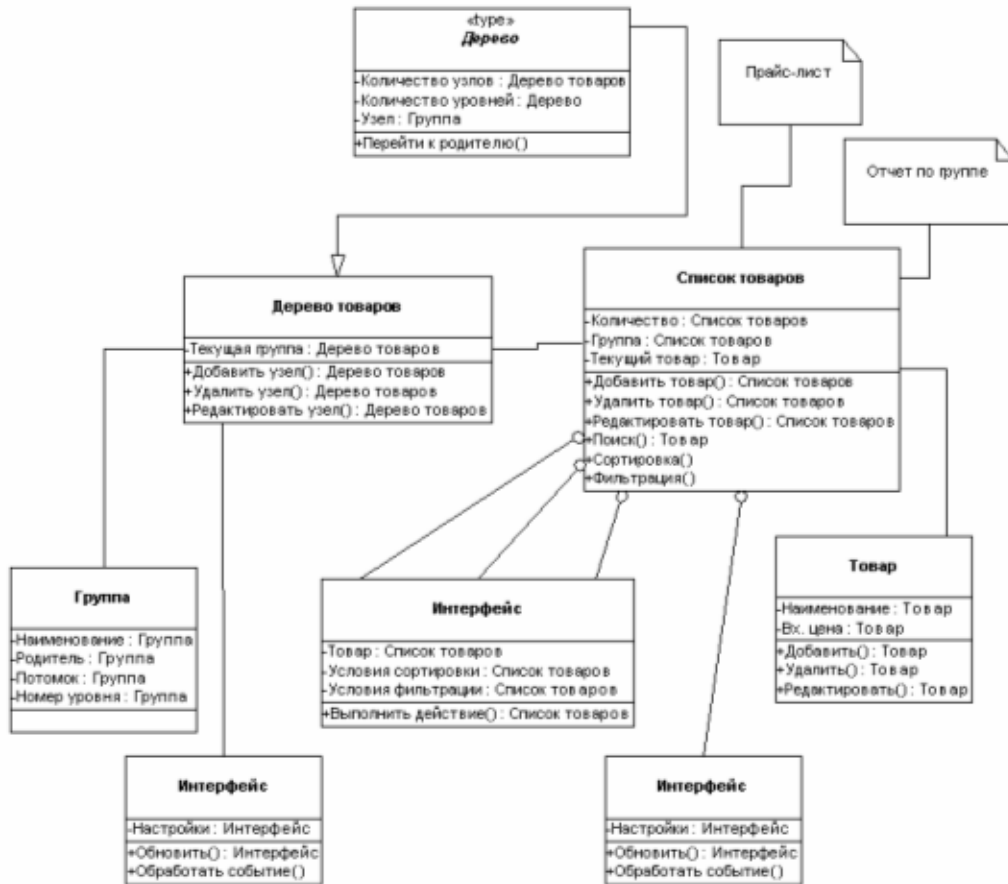 «type»
Дерево
-Количество узлов : Дерево товаров
-Количество уровней : Дерево
-Узел : Группа
+Перейти к родителю()
Прайс-лист
Отчет по группе
Дерево товаров
-Текущая группа : Дерево товаров
+Добавить узел() : Дерево товаров
+Удалить узел() : Дерево товаров
+Редактировать узел() : Дерево товаров
Список товаров
-Количество : Список товаров
-Группа : Список товаров
-Текущий товар : Товар
+Добавить товар() : Список товаров
+Удалить товар() : Список товаров
+Редактировать товар() : Список товаров
+Поиск() : Товар
+Сортировка()
+Фильтрация()
Группа
-Наименование : Группа
-Родитель : Группа
-Потомок : Группа
-Номер уровня : Группа
Интерфейс
-Товар : Список товаров
-Условия сортировки : Список товаров
-Условия фильтрации : Список товаров
+Выполнить действие() : Список товаров
Товар
-Наименование : Товар
-Вх. цена : Товар
+Добавить() : Товар
+Удалить() : Товар
+Редактировать() : Товар
Интерфейс
-Настройки : Интерфейс
+Обновить() : Интерфейс
+Обработать событие()
Интерфейс
-Настройки : Интерфейс
+Обновить() : Интерфейс
+Обработать событие()